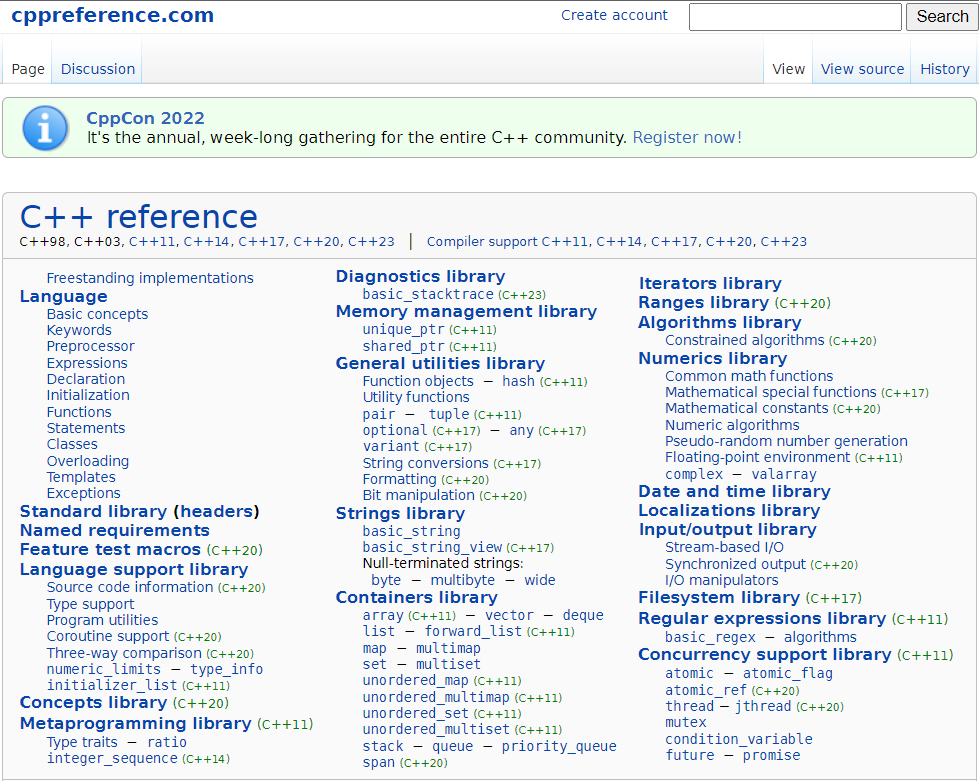 cppreference.com
Create account
Search
Page Discussion
View View source History
CppCon 2022
It's the annual, week-long gathering for the entire C++ community. Register now!
C++ reference
C++98, C++03, C++11, C++14, C++17, C++20, C++23 | Compiler support C++11, C++14, C++17, C++20, C++23
Freestanding implementations
Language
Basic concepts
Keywords
Preprocessor
Expressions
Declaration
Initialization
Functions
Statements
Classes
Overloading
Templates
Exceptions
Standard library (headers)
Named requirements
Feature test macros (C++20)
Language support library
Source code information (C++20)
Type support
Program utilities
Coroutine support (C++20)
Three-way comparison (C++20)
numeric_limits − type_info
initializer_list (C++11)
Concepts library (C++20)
Metaprogramming library (C++11)
Type traits − ratio
integer_sequence (C++14)
Diagnostics library
basic_stacktrace (C++23)
Memory management library
unique_ptr (C++11)
shared_ptr (C++11)
General utilities library
Function objects − hash (C++11)
Utility functions
pair − tuple (C++11)
optional (C++17) − any (C++17)
variant (C++17)
String conversions (C++17)
Formatting (C++20)
Bit manipulation (C++20)
Strings library
basic_string
basic_string_view (C++17)
Null-terminated strings:
byte − multibyte − wide
Containers library
array (C++11) − vector − deque
list − forward_list (C++11)
map − multimap
set − multiset
unordered_map (C++11)
unordered_multimap (C++11)
unordered_set (C++11)
unordered_multiset (C++11)
stack − queue − priority_queue
span (C++20)
Iterators library
Ranges library (C++20)
Algorithms library
Constrained algorithms (C++20)
Numerics library
Common math functions
Mathematical special functions (C++17)
Mathematical constants (C++20)
Numeric algorithms
Pseudo-random number generation
Floating-point environment (C++11)
complex − valarray
Date and time library
Localizations library
Input/output library
Stream-based I/O
Synchronized output (C++20)
I/O manipulators
Filesystem library (C++17)
Regular expressions library (C++11)
basic_regex − algorithms
Concurrency support library (C++11)
atomic − atomic_flag
atomic_ref (C++20)
thread − jthread (C++20)
mutex
condition_variable
future − promise